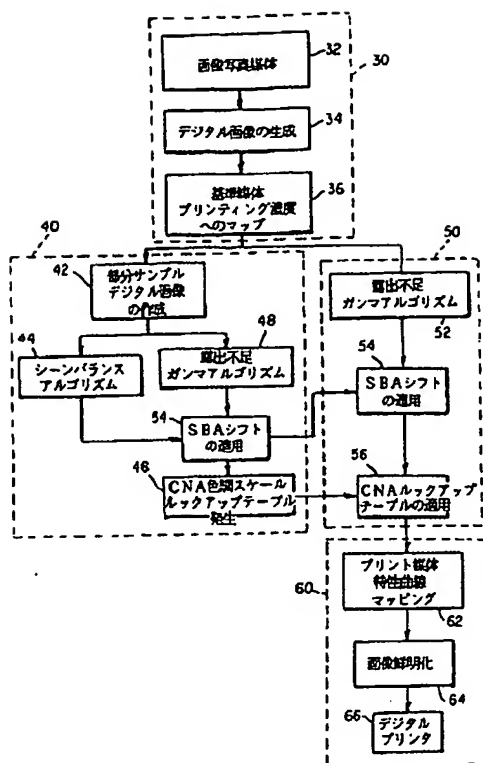 画像写真媒体
32
30
デジタル画像の生成
34
基準媒体
プリンティング濃度
へのマップ
36
40
42
部分サンプル
デジタル画像
の作成
44
シーンバランス
アルゴリズム
48
露出不足
ガンマアルゴリズム
54
SBAシフト
の適用
46
CNA色調スケール
ルックアップテーブル
発生
50
露出不足
ガンマアルゴリズム
52
54
SBAシフト
の適用
56
CNAルックアップ
テーブルの適用
60
プリント媒体
特性曲線
マッピング
62
画像鮮明化
64
66
デジタル
プリンタ